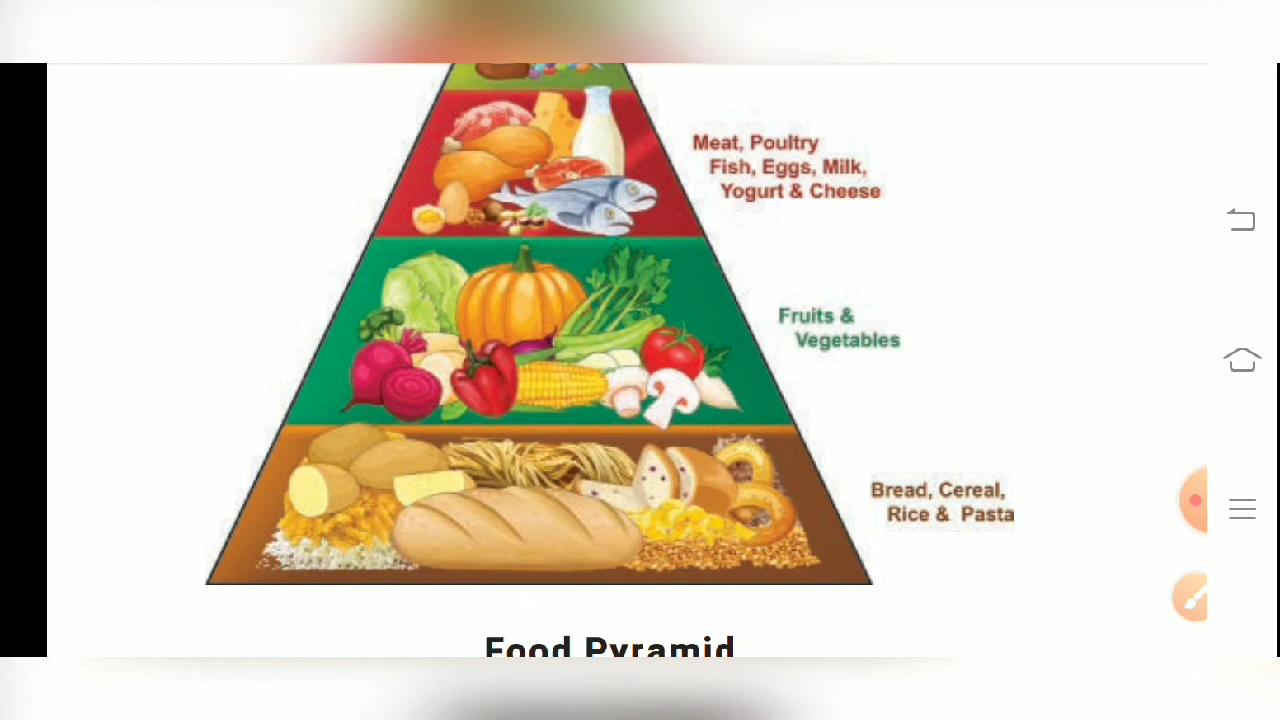 Meat, Poultry
Fish, Eggs, Milk,
Yogurt & Cheese
Fruits &
Vegetables
Bread, Cereal,
Rice & Pasta
Food Pyramid